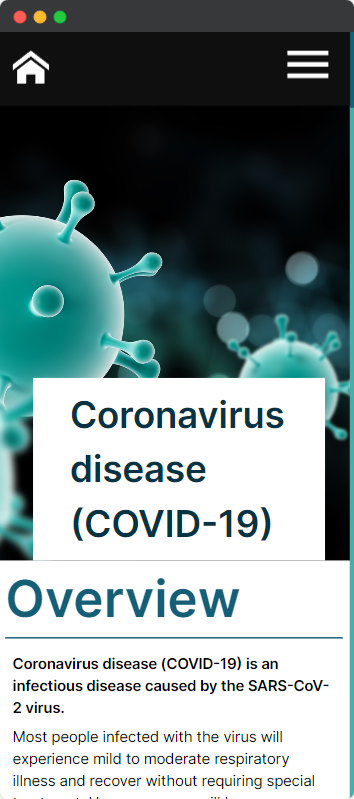 Coronavirus
disease
(COVID-19)
Overview
Coronavirus disease (COVID-19) is an
infectious disease caused by the SARS-CoV-
2 virus.
Most people infected with the virus will
experience mild to moderate respiratory
illness and recover without requiring special